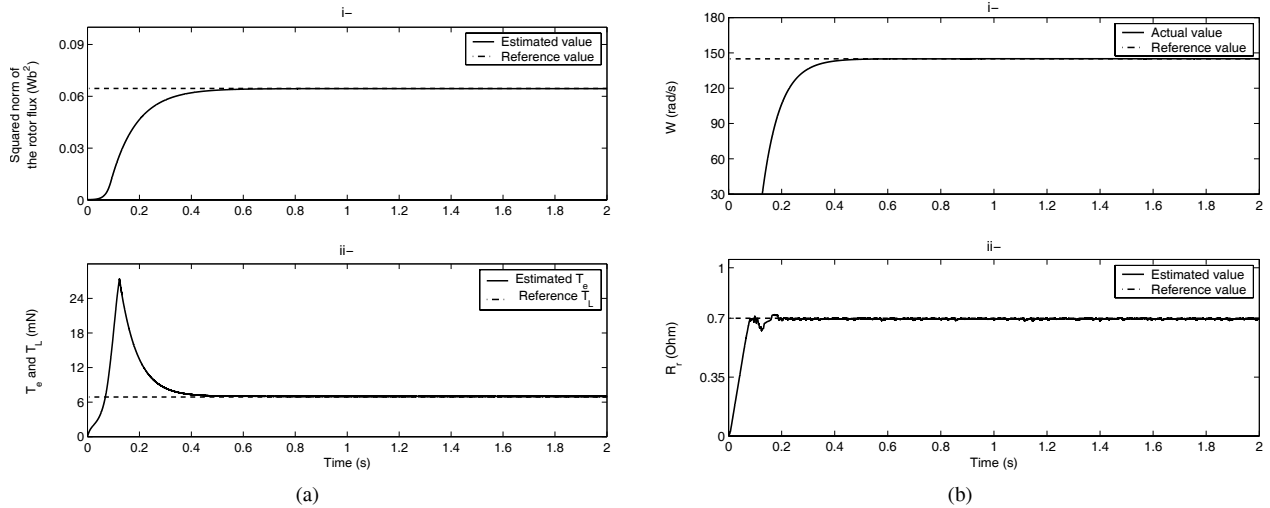 i−
Squared norm of
the rotor flux (Wb²)
0.09
0.06
0.03
0
Estimated value
Reference value
0 0.2 0.4 0.6 0.8 1 1.2 1.4 1.6 1.8 2
ii−
T_e and T_L (mN)
24
18
12
6
0
Estimated T_e
Reference T_L
0 0.2 0.4 0.6 0.8 1 1.2 1.4 1.6 1.8 2
Time (s)
(a)
i−
W (rad/s)
180
150
120
90
60
30
Actual value
Reference value
0 0.2 0.4 0.6 0.8 1 1.2 1.4 1.6 1.8 2
ii−
R_r (Ohm)
1
0.7
0.35
0
Estimated value
Reference value
0 0.2 0.4 0.6 0.8 1 1.2 1.4 1.6 1.8 2
Time (s)
(b)